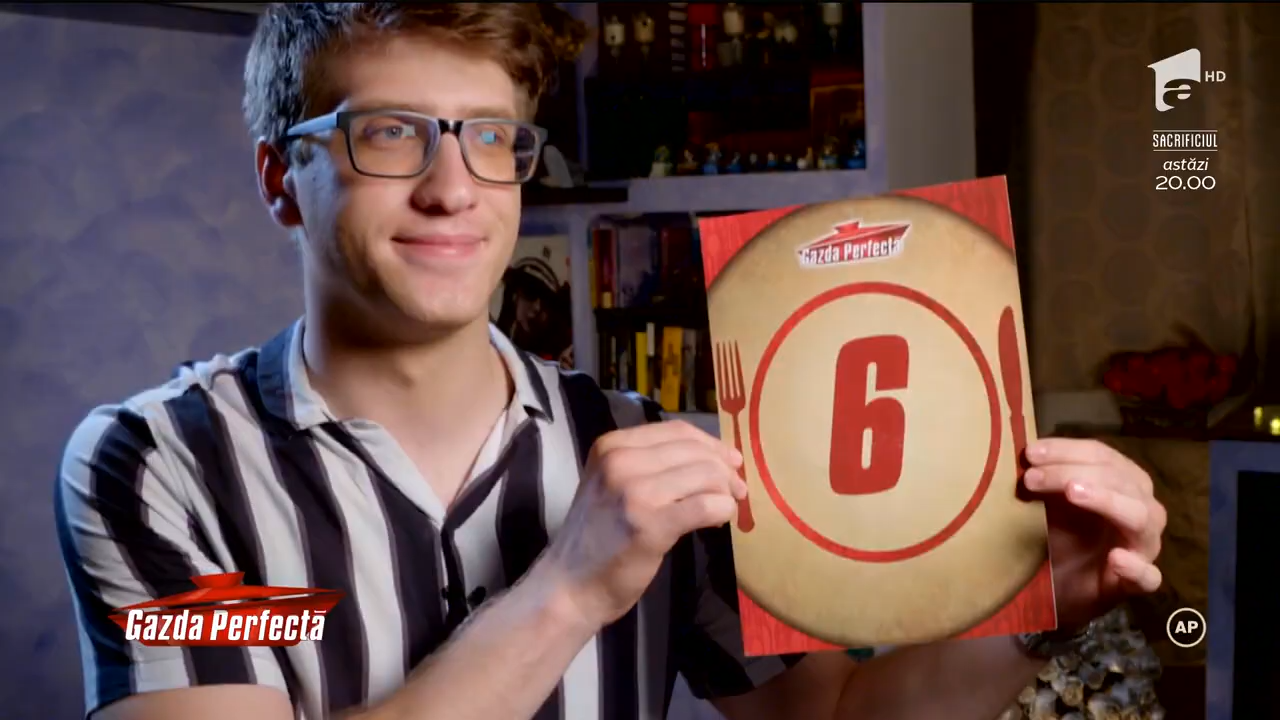 HD
SACRIFICIUL
astăzi
20.00
Gazda Perfectă
6
Gazda Perfectă
AP